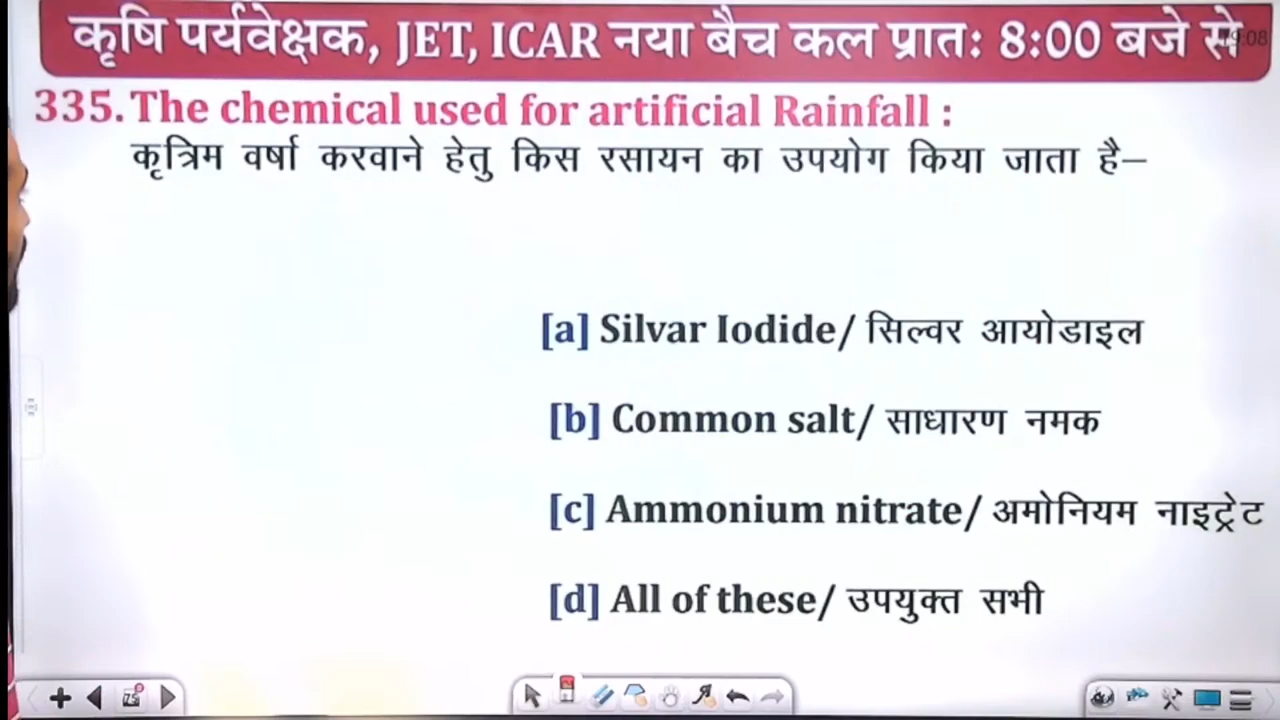 कृषि पर्यवेक्षक, JET, ICAR नया बैच कल प्रातः 8:00 बजे से
335. The chemical used for artificial Rainfall :
कृत्रिम वर्षा करवाने हेतु किस रसायन का उपयोग किया जाता है–
[a] Silvar Iodide/ सिल्वर आयोडाइल
[b] Common salt/ साधारण नमक
[c] Ammonium nitrate/ अमोनियम नाइट्रेट
[d] All of these/ उपयुक्त सभी
75